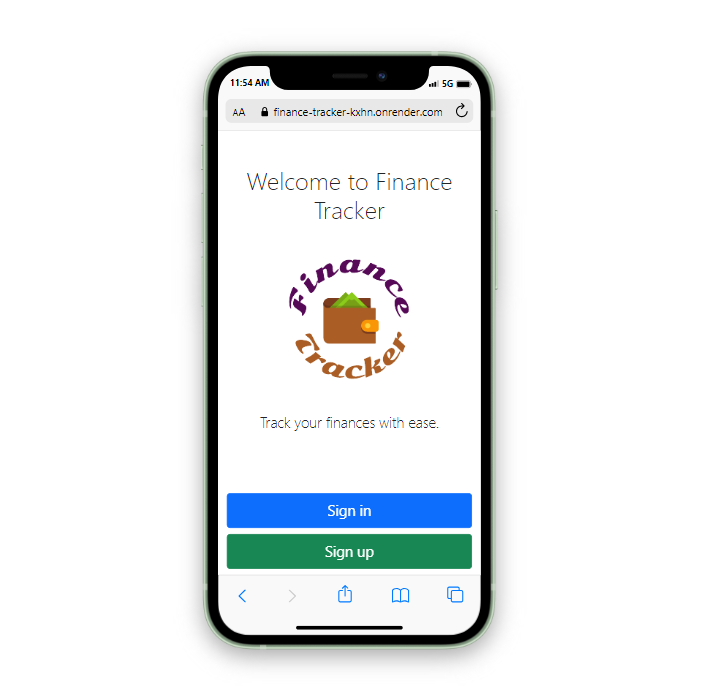 11:54 AM 5G
AA finance-tracker-kxhn.onrender.com
Welcome to Finance
Tracker
Finance
Tracker
Track your finances with ease.
Sign in
Sign up